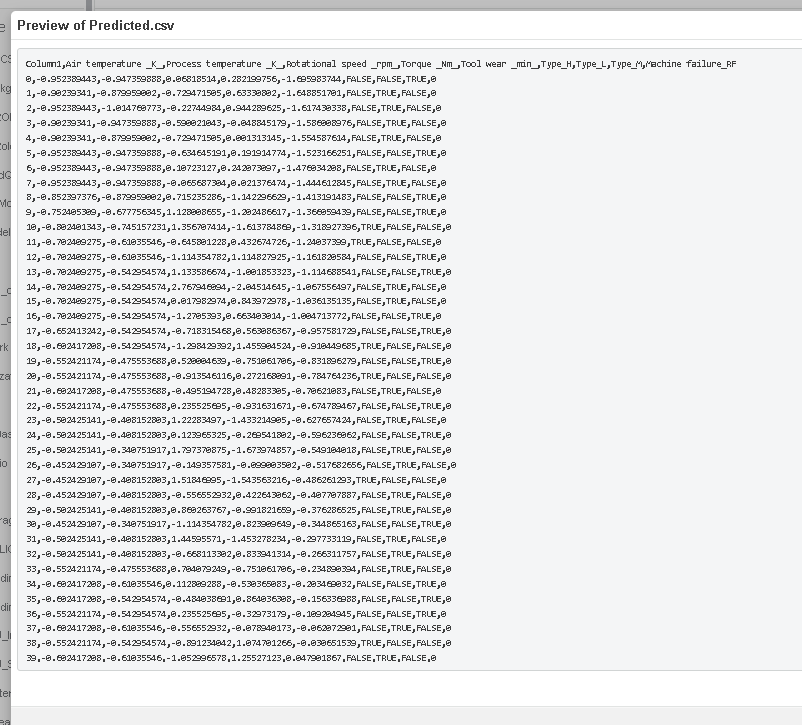 Preview of Predicted.csv
Column1,Air temperature _K_,Process temperature _K_,Rotational speed _rpm_,Torque _Nm_,Tool wear _min_,Type_H,Type_L,Type_M,Machine failure_RF
0,-0.952389443,-0.947359888,0.06818514,0.282199756,-1.695983744,FALSE,FALSE,TRUE,0
1,-0.90239341,-0.879959002,-0.729471505,0.63330802,-1.648851701,FALSE,TRUE,FALSE,0
2,-0.952389443,-1.014760773,-0.22744984,0.944289625,-1.617430338,FALSE,TRUE,FALSE,0
3,-0.90239341,-0.947359888,-0.590021043,-0.048845179,-1.586008976,FALSE,TRUE,FALSE,0
4,-0.90239341,-0.879959002,-0.729471505,0.001313145,-1.554587614,FALSE,TRUE,FALSE,0
5,-0.952389443,-0.947359888,-0.634645191,0.191914774,-1.523166251,FALSE,FALSE,TRUE,0
6,-0.952389443,-0.947359888,0.10723127,0.242073097,-1.476034208,FALSE,TRUE,FALSE,0
7,-0.952389443,-0.947359888,-0.065687304,0.021376474,-1.444612845,FALSE,TRUE,FALSE,0
8,-0.852397376,-0.879959002,0.715235286,-1.142296629,-1.413191483,FALSE,TRUE,FALSE,0
9,-0.752405309,-0.677756345,1.128008655,-1.202486617,-1.366059439,FALSE,FALSE,TRUE,0
10,-0.802401343,-0.745157231,1.356707414,-1.613784869,-1.318927396,TRUE,FALSE,FALSE,0
11,-0.702409275,-0.61035546,-0.645801228,0.432674726,-1.24037399,TRUE,FALSE,FALSE,0
12,-0.702409275,-0.61035546,-1.114354782,1.114827925,-1.161820584,FALSE,TRUE,FALSE,0
13,-0.702409275,-0.542954574,1.133586674,-1.001853323,-1.114688541,FALSE,FALSE,TRUE,0
14,-0.702409275,-0.542954574,2.767946094,-2.04514645,-1.067556497,FALSE,TRUE,FALSE,0
15,-0.702409275,-0.542954574,0.017982974,0.843972978,-1.036135135,FALSE,TRUE,FALSE,0
16,-0.702409275,-0.542954574,-1.2705393,0.663403014,-1.004713772,FALSE,FALSE,TRUE,0
17,-0.652413242,-0.542954574,-0.718315468,0.563086367,-0.957581729,FALSE,FALSE,TRUE,0
18,-0.602417208,-0.542954574,-1.298429392,1.455904524,-0.910449685,TRUE,FALSE,FALSE,0
19,-0.552421174,-0.475553688,0.520004639,-0.751061706,-0.831896279,FALSE,FALSE,TRUE,0
20,-0.552421174,-0.475553688,-0.913546116,0.272168091,-0.784764236,TRUE,FALSE,FALSE,0
21,-0.602417208,-0.475553688,-0.495194728,0.48283305,-0.70621083,FALSE,TRUE,FALSE,0
22,-0.552421174,-0.475553688,0.235525695,-0.931631671,-0.674789467,FALSE,FALSE,TRUE,0
23,-0.502425141,-0.408152803,1.22283497,-1.433214905,-0.627657424,FALSE,TRUE,FALSE,0
24,-0.502425141,-0.408152803,0.123965325,-0.269541802,-0.596236062,FALSE,FALSE,TRUE,0
25,-0.502425141,-0.340751917,1.797370875,-1.673974857,-0.549104018,FALSE,FALSE,TRUE,0
26,-0.452429107,-0.340751917,-0.149357581,-0.099003502,-0.517682656,FALSE,TRUE,FALSE,0
27,-0.452429107,-0.408152803,1.51846995,-1.543563216,-0.486261293,TRUE,FALSE,FALSE,0
28,-0.452429107,-0.408152803,-0.556552932,0.422643062,-0.407707887,FALSE,TRUE,FALSE,0
29,-0.502425141,-0.408152803,0.860263767,-0.991821659,-0.376286525,FALSE,TRUE,FALSE,0
30,-0.452429107,-0.340751917,-1.114354782,0.823909649,-0.344865163,FALSE,FALSE,TRUE,0
31,-0.502425141,-0.408152803,1.44595571,-1.453278234,-0.297733119,FALSE,TRUE,FALSE,0
32,-0.502425141,-0.408152803,-0.668113302,0.833941314,-0.266311757,FALSE,FALSE,TRUE,0
33,-0.552421174,-0.475553688,0.704079249,-0.751061706,-0.234890394,FALSE,FALSE,TRUE,0
34,-0.602417208,-0.61035546,0.112809288,-0.530365083,-0.203469032,FALSE,TRUE,FALSE,0
35,-0.602417208,-0.542954574,-0.484038691,0.864036308,-0.156336988,FALSE,TRUE,FALSE,0
36,-0.552421174,-0.542954574,0.235525695,-0.32973179,-0.109204945,FALSE,FALSE,TRUE,0
37,-0.602417208,-0.61035546,-0.556552932,-0.078940173,-0.062072901,FALSE,TRUE,FALSE,0
38,-0.552421174,-0.542954574,-0.891234042,1.074701266,-0.030651539,TRUE,FALSE,FALSE,0
39,-0.602417208,-0.61035546,-1.052996578,1.25527123,0.047901867,FALSE,TRUE,FALSE,0